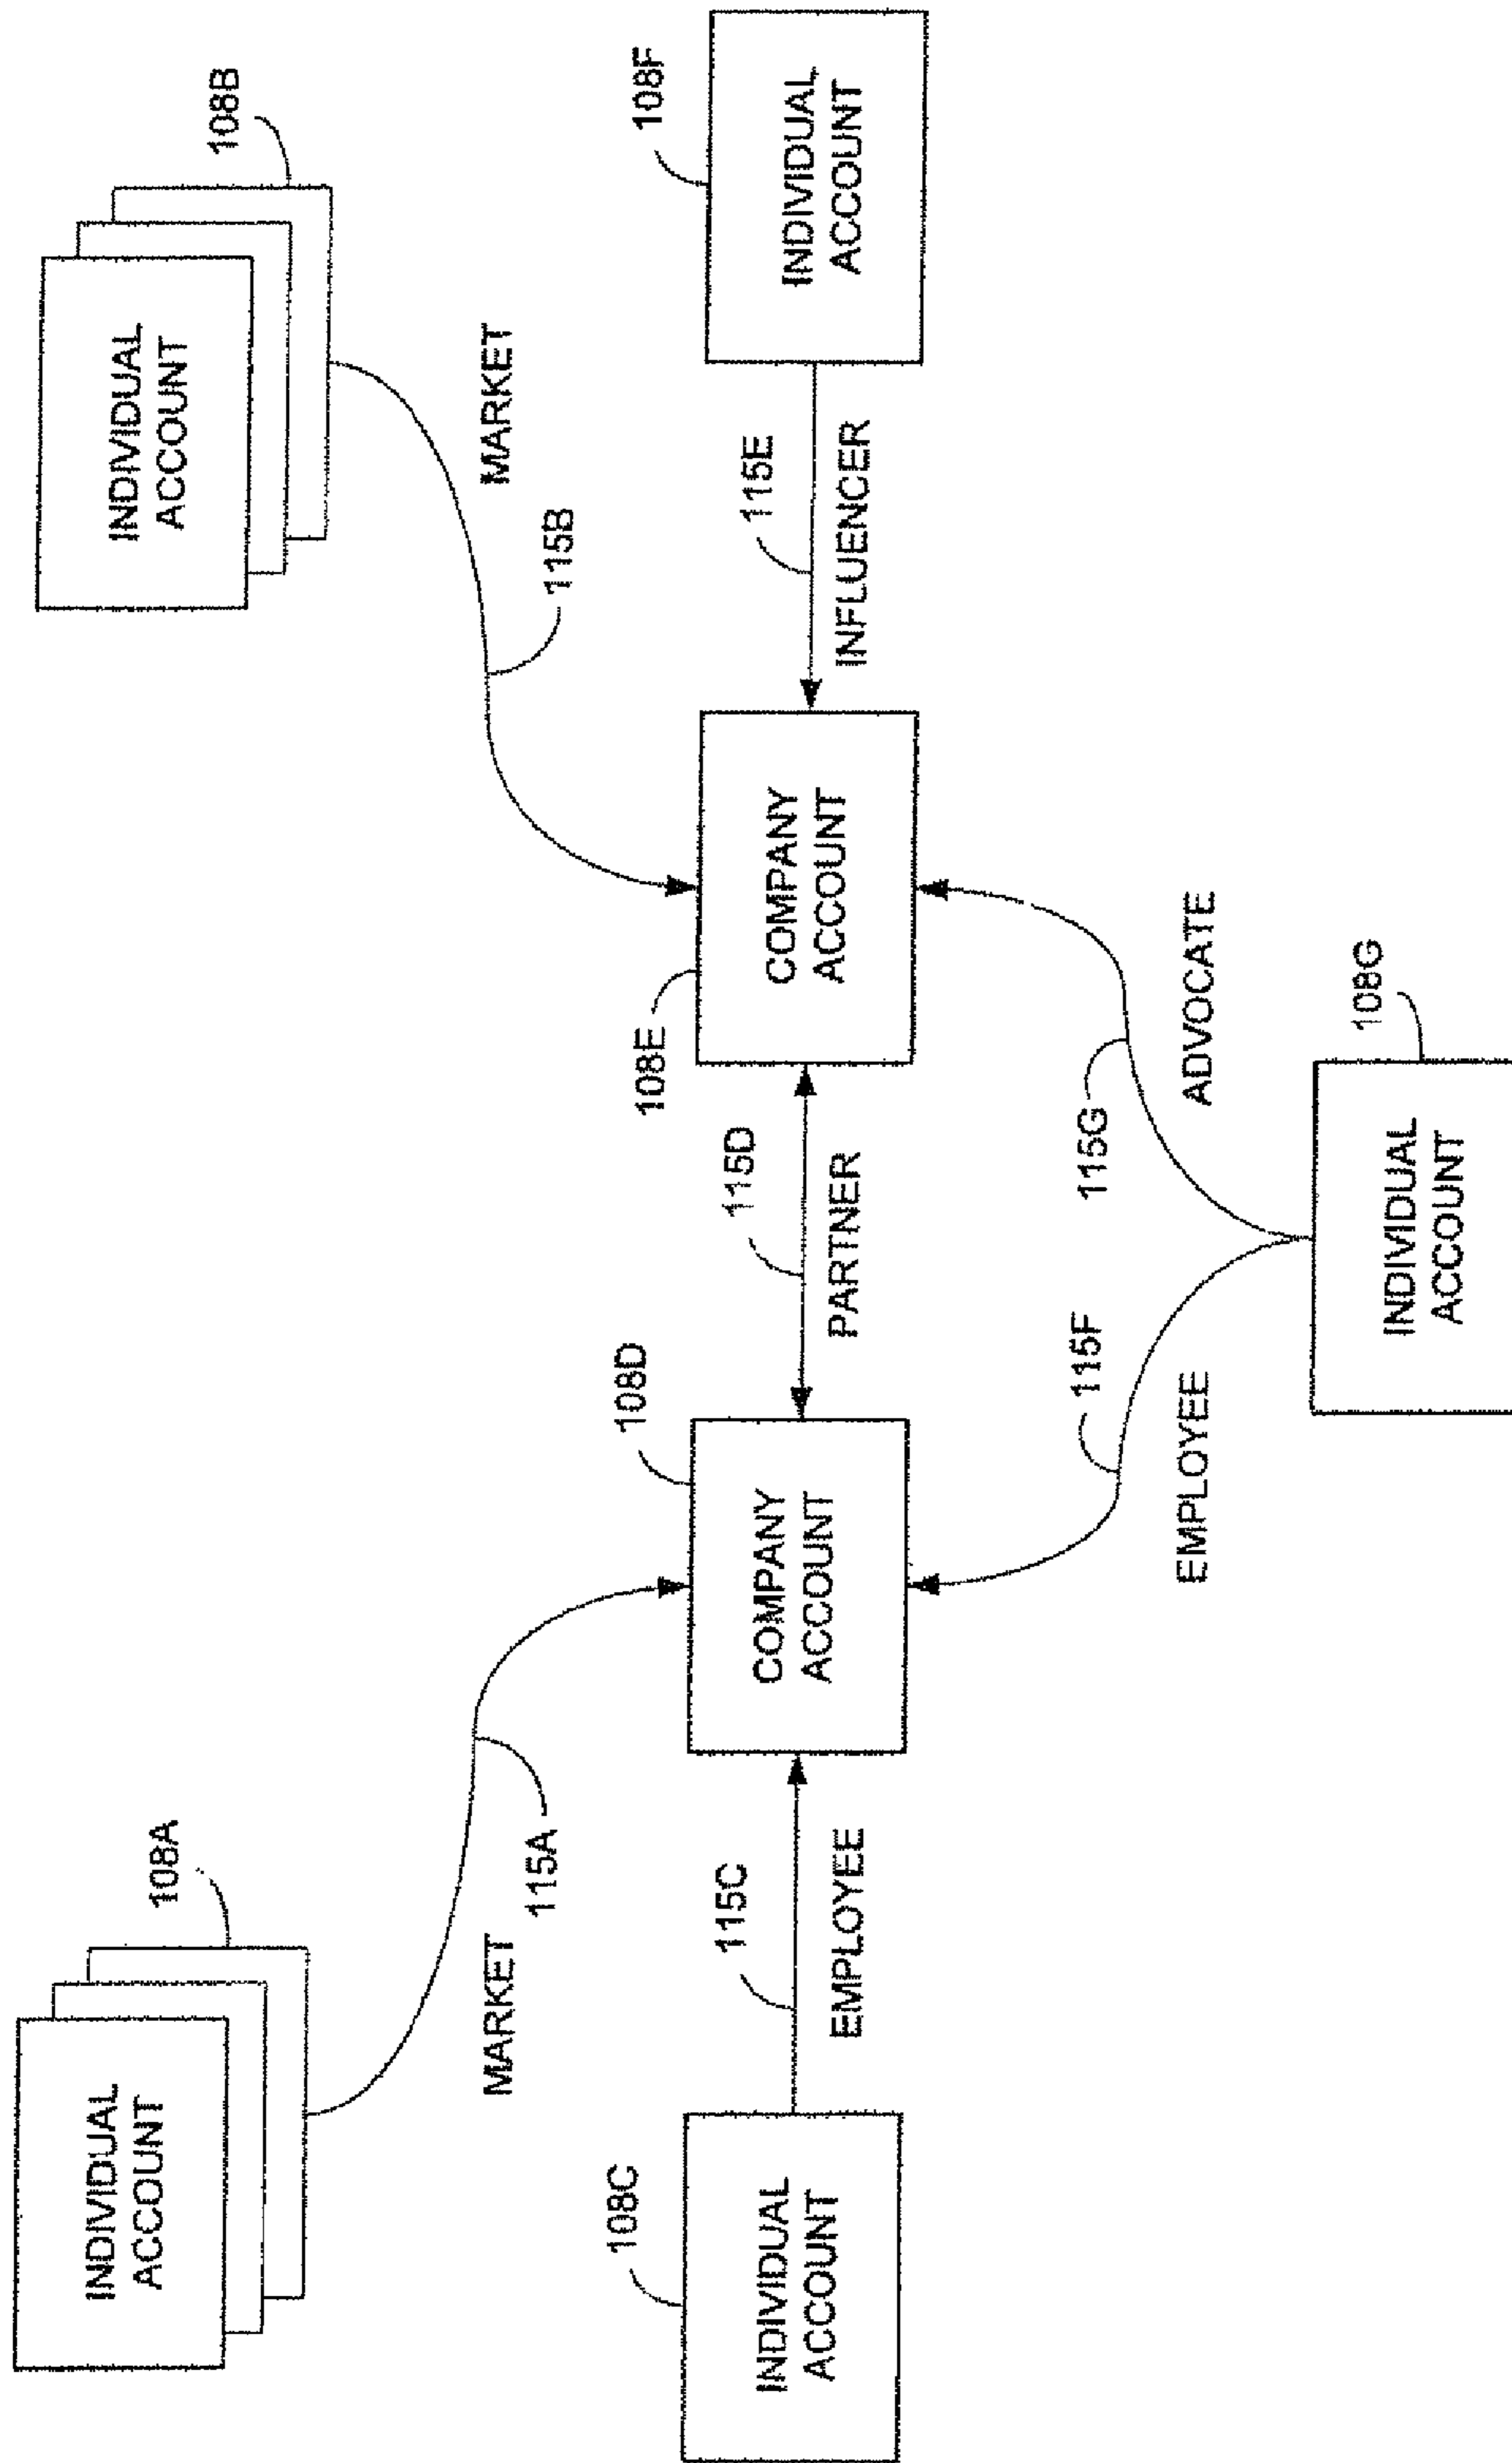 INDIVIDUAL
ACCOUNT
108A
INDIVIDUAL
ACCOUNT
108B
MARKET
115A
MARKET
115B
108C
INDIVIDUAL
ACCOUNT
115C
EMPLOYEE
108D
COMPANY
ACCOUNT
115D
PARTNER
108E
COMPANY
ACCOUNT
115E
INFLUENCER
108F
INDIVIDUAL
ACCOUNT
115F
EMPLOYEE
115G
ADVOCATE
INDIVIDUAL
ACCOUNT
108G